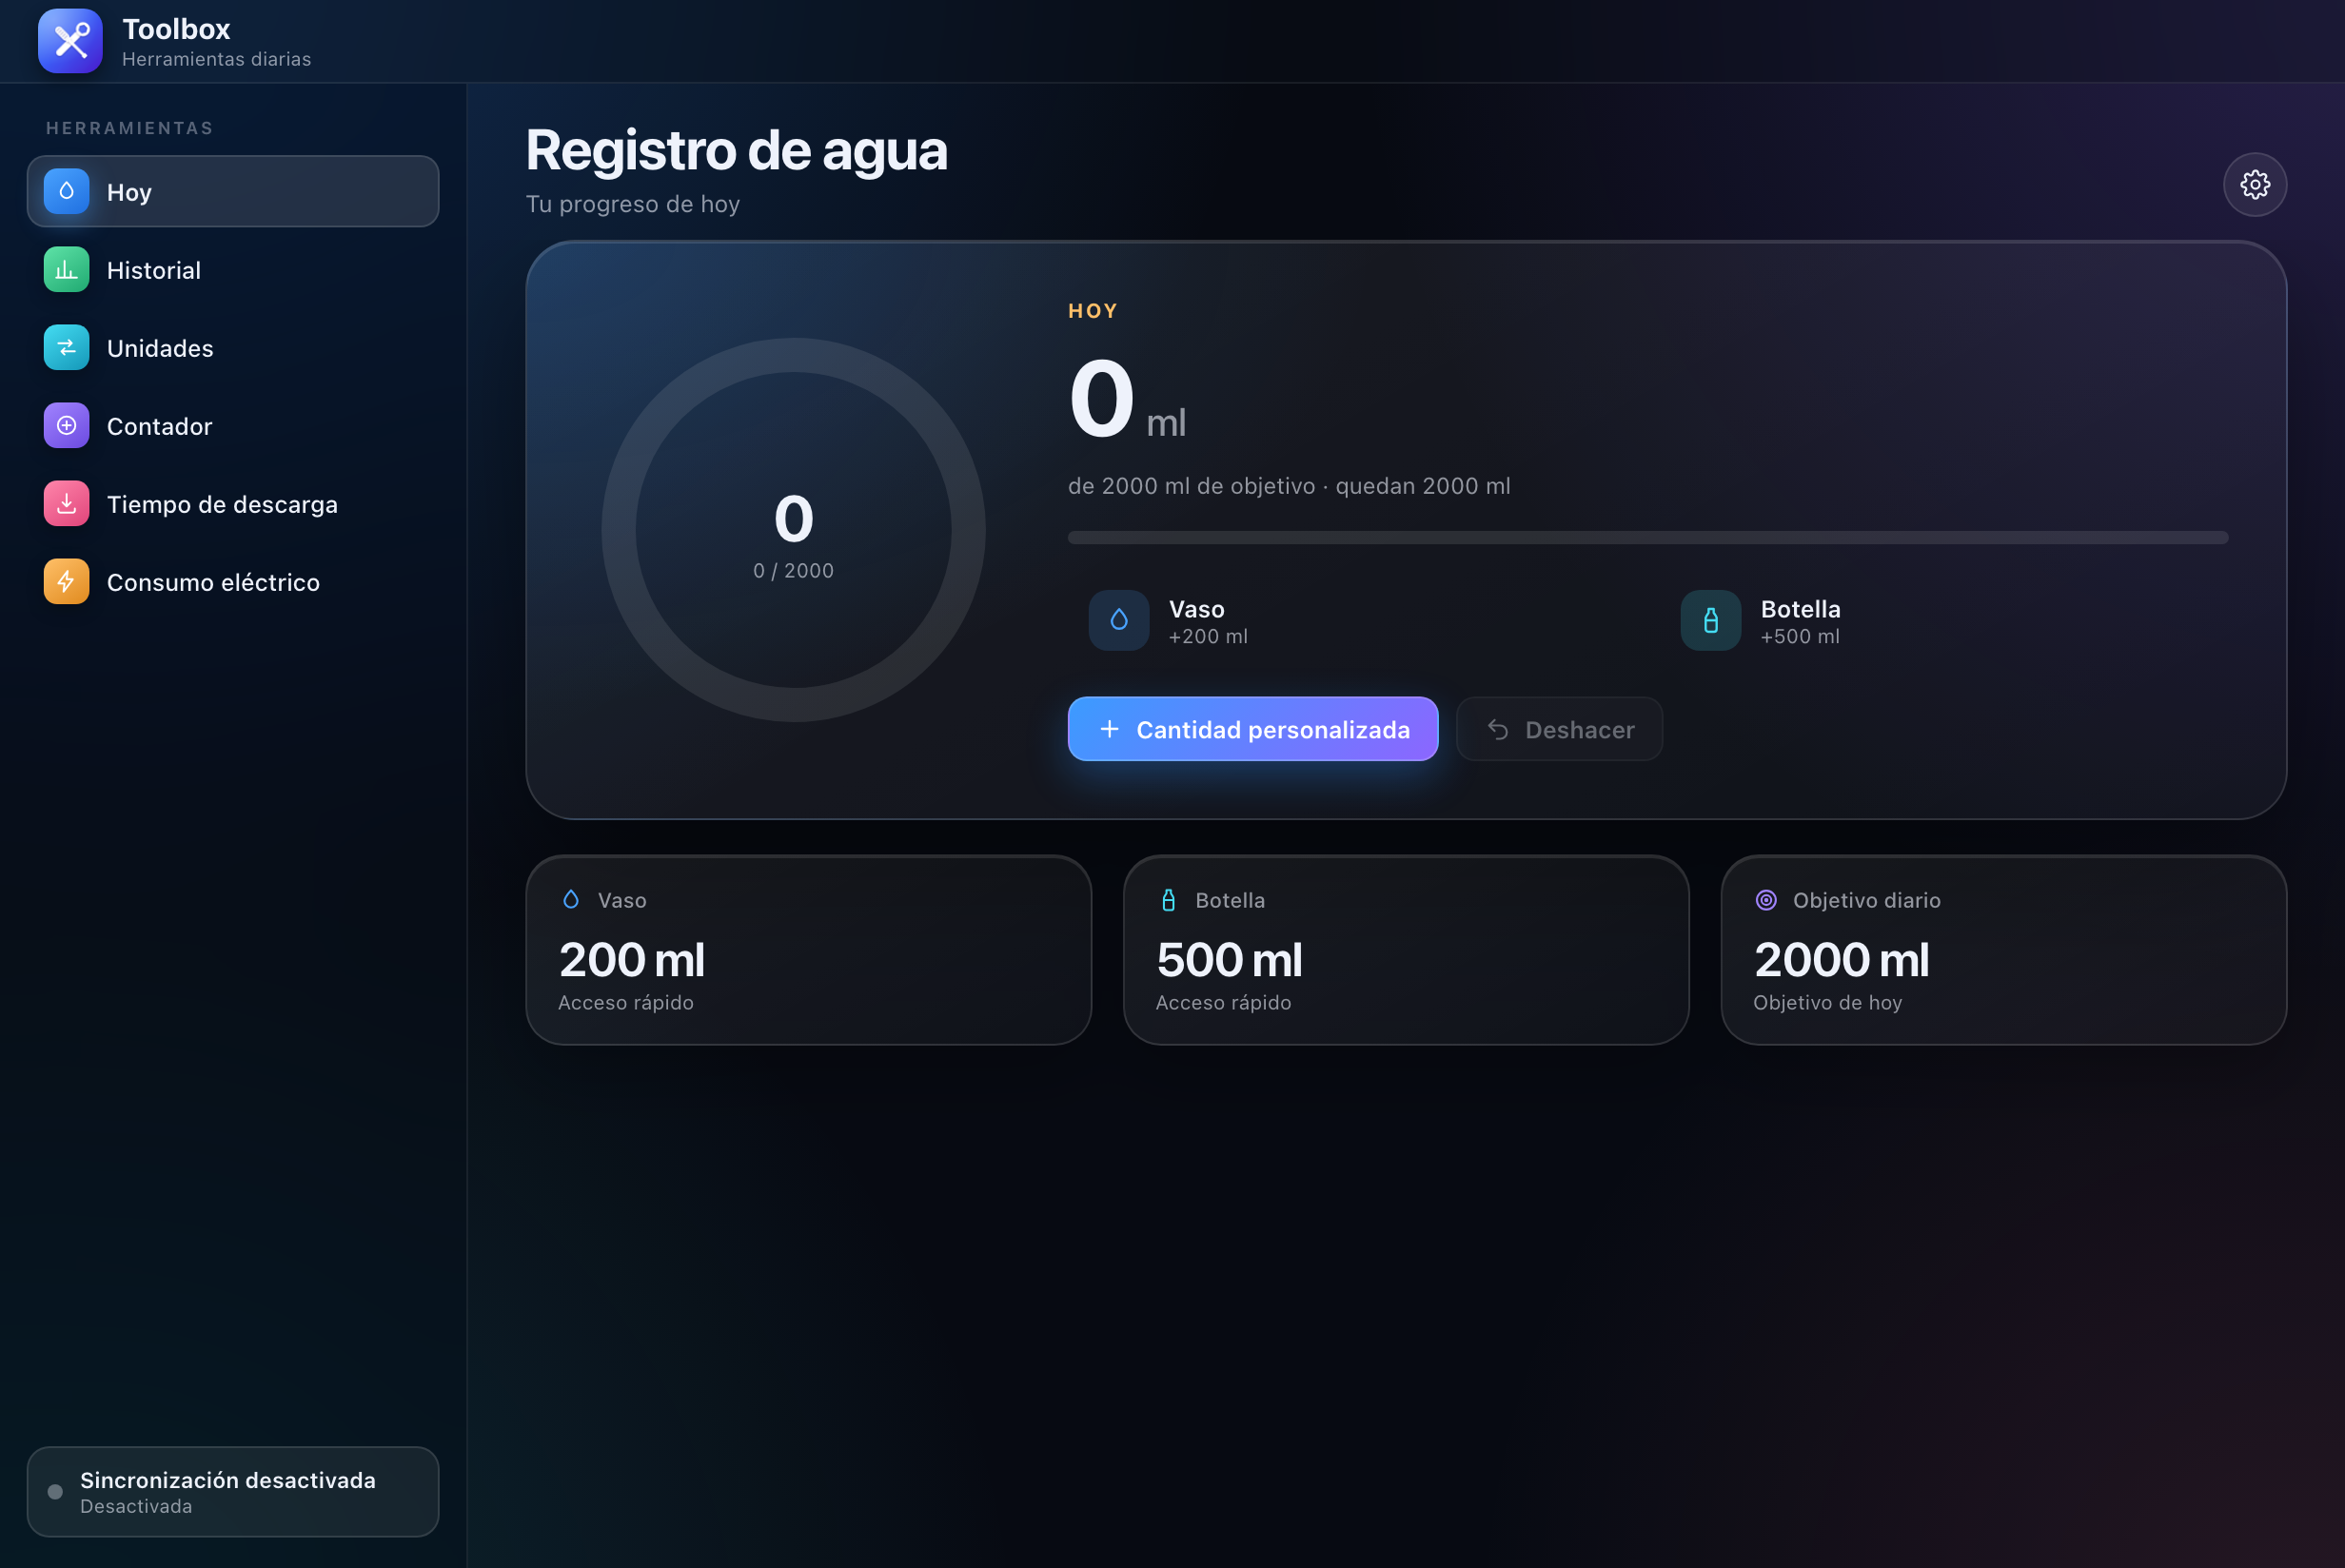 Toolbox
Herramientas diarias
HERRAMIENTAS
Hoy
Historial
Unidades
Contador
Tiempo de descarga
Consumo eléctrico
Sincronización desactivada
Desactivada
Registro de agua
Tu progreso de hoy
0
0 / 2000
HOY
0 ml
de 2000 ml de objetivo · quedan 2000 ml
Vaso
+200 ml
Botella
+500 ml
Cantidad personalizada
Deshacer
Vaso
200 ml
Acceso rápido
Botella
500 ml
Acceso rápido
Objetivo diario
2000 ml
Objetivo de hoy